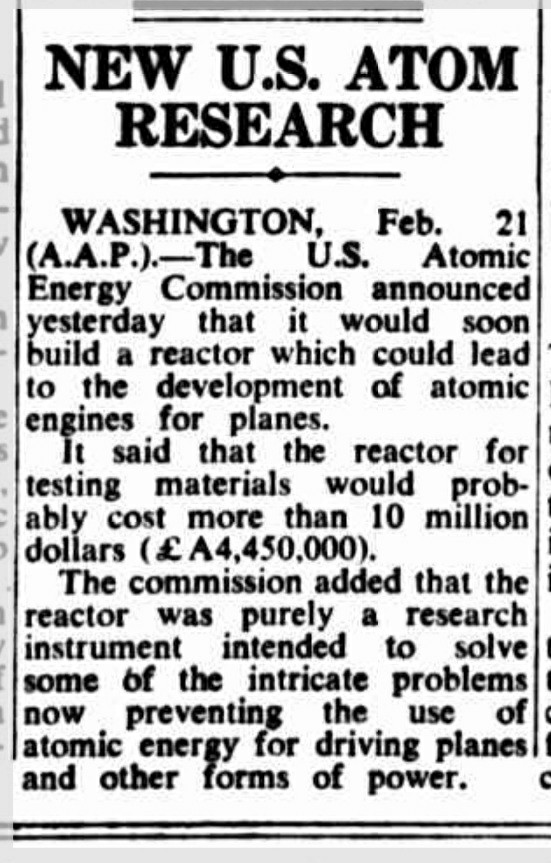 NEW U.S. ATOM
RESEARCH
WASHINGTON, Feb. 21
(A.A.P.).—The U.S. Atomic
Energy Commission announced
yesterday that it would soon
build a reactor which could lead
to the development of atomic
engines for planes.
It said that the reactor for
testing materials would prob-
ably cost more than 10 million
dollars (£A4,450,000).
The commission added that the
reactor was purely a research
instrument intended to solve
some of the intricate problems
now preventing the use of
atomic energy for driving planes
and other forms of power.